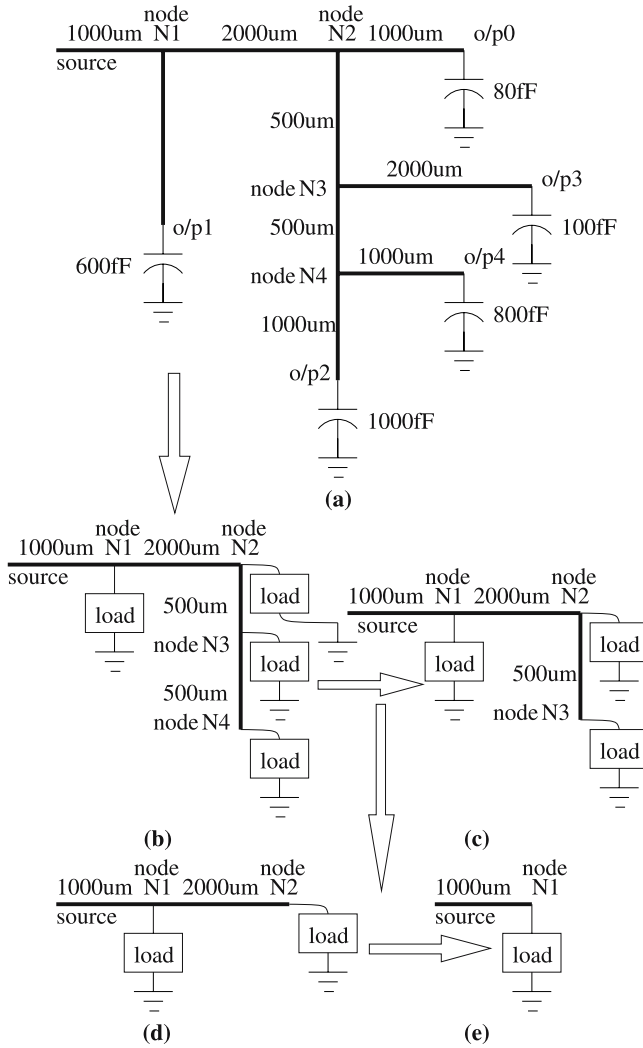 node
N1
node
N2
1000um
2000um
1000um
o/p0
source
80fF
500um
2000um
node N3
o/p3
o/p1
500um
100fF
600fF
1000um
o/p4
node N4
800fF
1000um
o/p2
1000fF
(a)
node
N1
node
N2
1000um
2000um
source
load
500um
load
node N3
load
500um
node N4
load
(b)
node
N1
node
N2
1000um
2000um
source
load
load
500um
node N3
load
(c)
node
N1
node
N2
1000um
2000um
source
load
load
(d)
node
N1
1000um
source
load
(e)